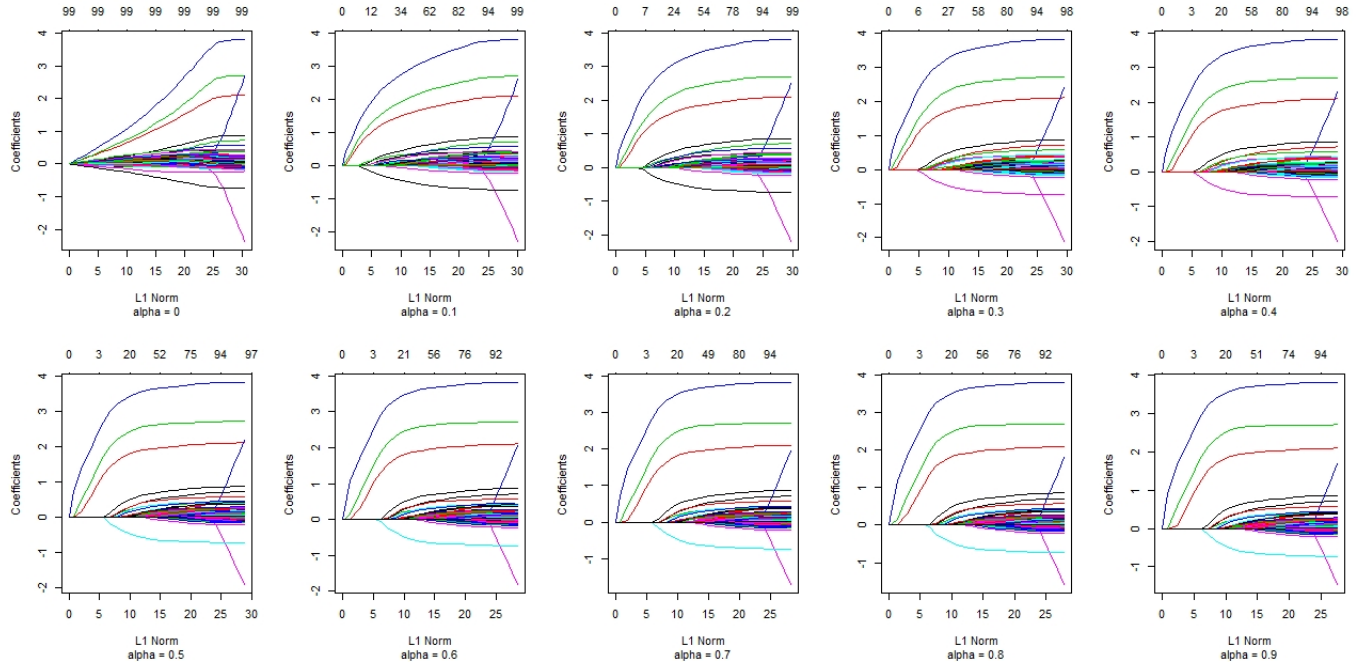 99 99 99 99 99 99 99
Coefficients
4
3
2
1
0
-1
-2
0 5 10 15 20 25 30
L1 Norm
alpha = 0
0 12 34 62 82 94 99
Coefficients
4
3
2
1
0
-1
-2
0 5 10 15 20 25 30
L1 Norm
alpha = 0.1
0 7 24 54 78 94 99
Coefficients
4
3
2
1
0
-1
-2
0 5 10 15 20 25 30
L1 Norm
alpha = 0.2
0 6 27 58 80 94 98
Coefficients
4
3
2
1
0
-1
-2
0 5 10 15 20 25 30
L1 Norm
alpha = 0.3
0 3 20 58 80 94 98
Coefficients
4
3
2
1
0
-1
-2
0 5 10 15 20 25 30
L1 Norm
alpha = 0.4
0 3 20 52 75 94 97
Coefficients
4
3
2
1
0
-1
-2
0 5 10 15 20 25 30
L1 Norm
alpha = 0.5
0 3 21 56 76 92
Coefficients
4
3
2
1
0
-1
-2
0 5 10 15 20 25
L1 Norm
alpha = 0.6
0 3 20 49 80 94
Coefficients
4
3
2
1
0
-1
0 5 10 15 20 25
L1 Norm
alpha = 0.7
0 3 20 56 76 92
Coefficients
4
3
2
1
0
-1
0 5 10 15 20 25
L1 Norm
alpha = 0.8
0 3 20 51 74 94
Coefficients
4
3
2
1
0
-1
0 5 10 15 20 25
L1 Norm
alpha = 0.9